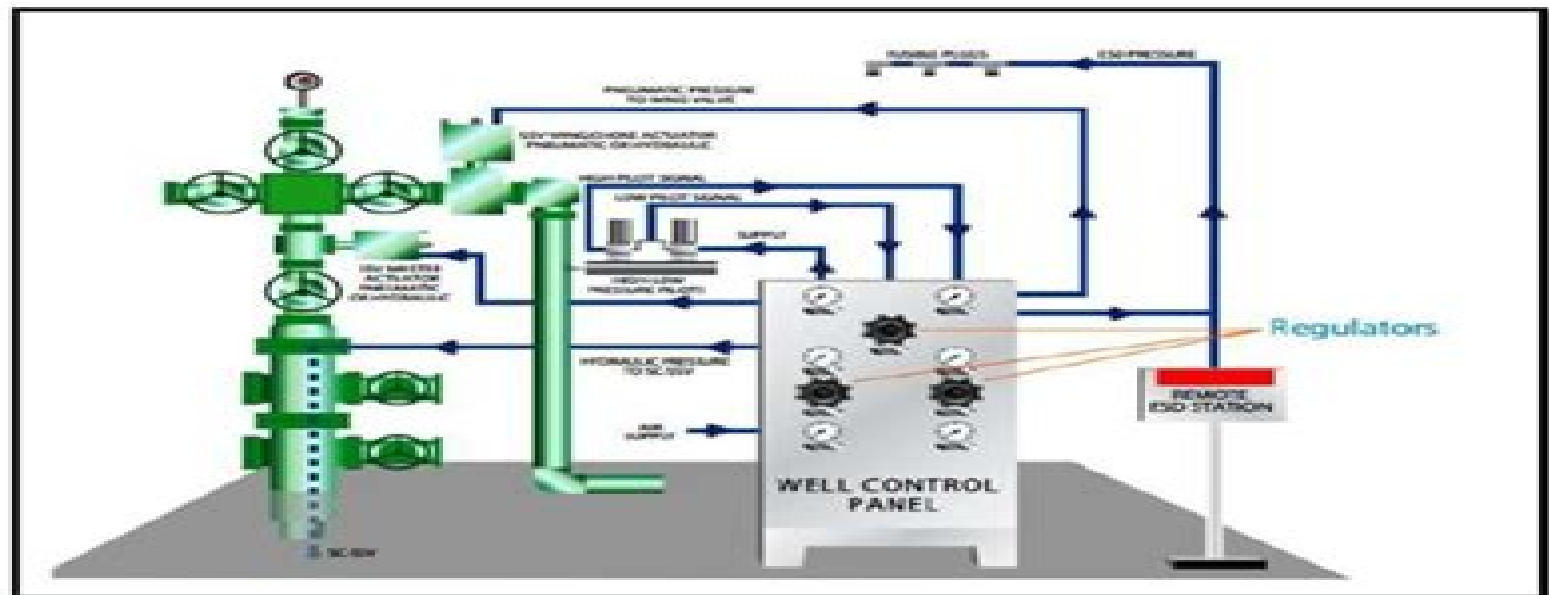 FUSIBLE PLUGS
ESD PRESSURE
PNEUMATIC PRESSURE
TO WING VALVE
SSV WING/CHOKE ACTUATOR
PNEUMATIC OR HYDRAULIC
HIGH PILOT SIGNAL
LOW PILOT SIGNAL
SUPPLY
SSV MASTER
ACTUATOR
PNEUMATIC
OR HYDRAULIC
HIGH-LOW
PRESSURE PILOTS
Regulators
HYDRAULIC PRESSURE
TO SC-SSV
REMOTE
ESD STATION
AIR
SUPPLY
WELL CONTROL
PANEL
SC-SSV